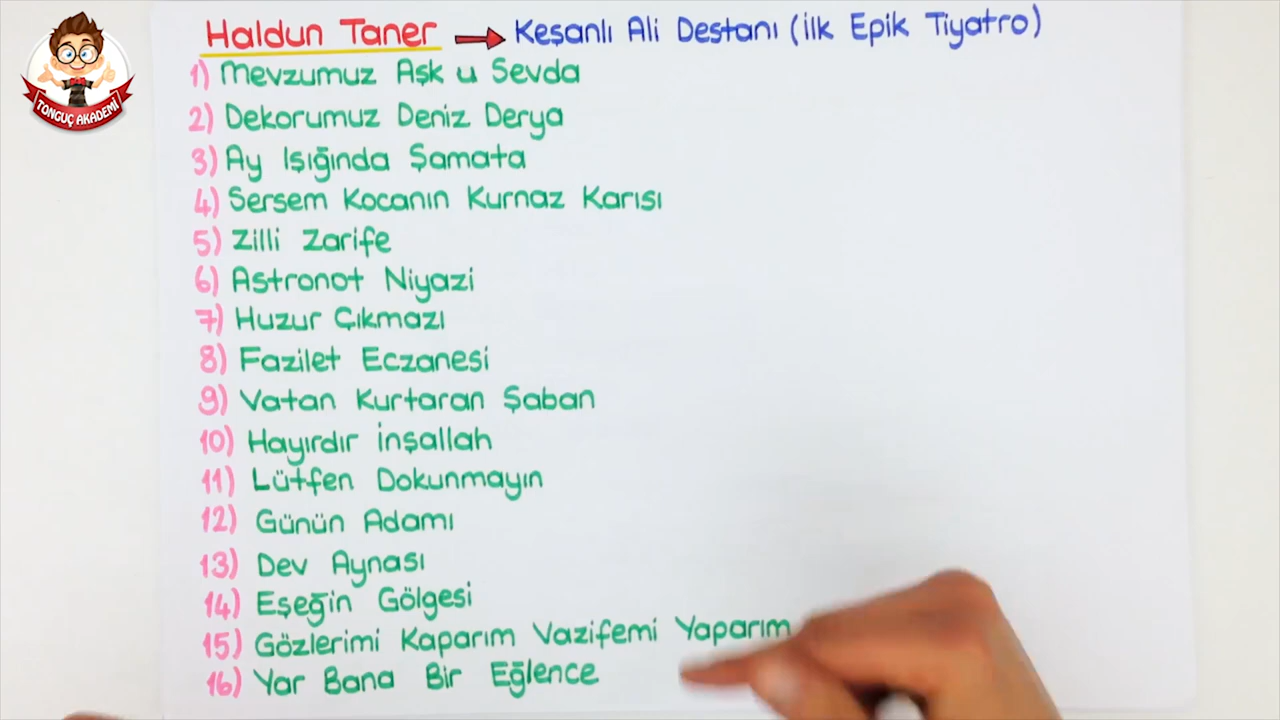 Haldun Taner → Keşanlı Ali Destanı (İlk Epik Tiyatro)
1) Mevzumuz Aşk u Sevda
2) Dekorumuz Deniz Derya
3) Ay Işığında Şamata
4) Sersem Kocanın Kurnaz Karısı
5) Zilli Zarife
6) Astronot Niyazi
7) Huzur Çıkmazı
8) Fazilet Eczanesi
9) Vatan Kurtaran Şaban
10) Hayırdır İnşallah
11) Lütfen Dokunmayın
12) Günün Adamı
13) Dev Aynası
14) Eşeğin Gölgesi
15) Gözlerimi Kaparım Vazifemi Yaparım
16) Yar Bana Bir Eğlence
TONGUÇ AKADEMİ